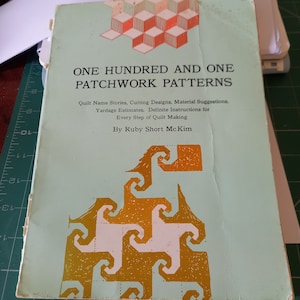 ONE HUNDRED AND ONE
PATCHWORK PATTERNS
Quilt Name Stories, Cutting Designs, Material Suggestions,
Yardage Estimates, Definite Instructions for
Every Step of Quilt Making
By Ruby Short McKim